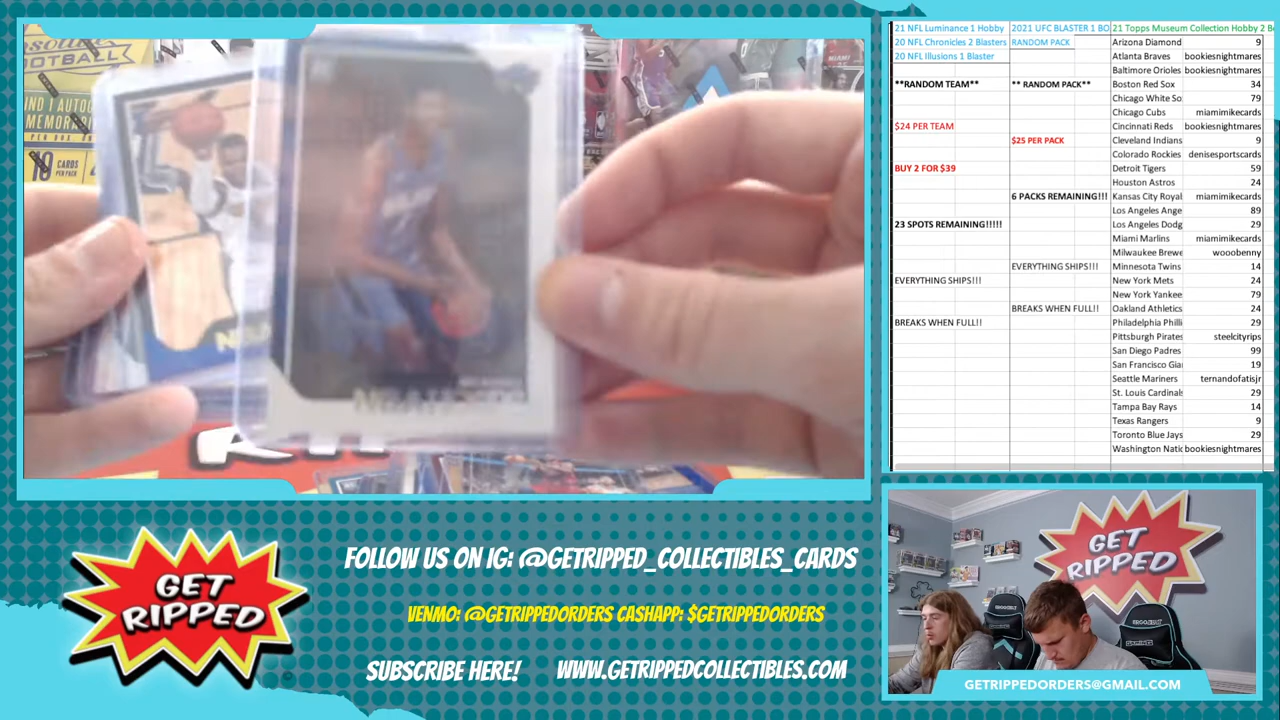 21 NFL Luminance 1 Hobby
20 NFL Chronicles 2 Blasters
20 NFL Illusions 1 Blaster
**RANDOM TEAM**
$24 PER TEAM
BUY 2 FOR $39
23 SPOTS REMAINING!!!!!
EVERYTHING SHIPS!!!
BREAKS WHEN FULL!!
2021 UFC BLASTER 1 BO
RANDOM PACK
** RANDOM PACK**
$25 PER PACK
6 PACKS REMAINING!!!
EVERYTHING SHIPS!!!
BREAKS WHEN FULL!!
21 Topps Museum Collection Hobby 2 B
Arizona Diamond 9
Atlanta Braves bookiesnightmares
Baltimore Orioles bookiesnightmares
Boston Red Sox 34
Chicago White So 79
Chicago Cubs miamimikecards
Cincinnati Reds bookiesnightmares
Cleveland Indians 9
Colorado Rockies denisesportscards
Detroit Tigers 59
Houston Astros 24
Kansas City Royal miamimikecards
Los Angeles Ange 89
Los Angeles Dodg 29
Miami Marlins miamimikecards
Milwaukee Brewe wooobenny
Minnesota Twins 14
New York Mets 24
New York Yankee 79
Oakland Athletics 24
Philadelphia Philli 29
Pittsburgh Pirates steelcityrips
San Diego Padres 99
San Francisco Gia 19
Seattle Mariners ternandofatisjr
St. Louis Cardinals 29
Tampa Bay Rays 14
Texas Rangers 9
Toronto Blue Jays 29
Washington Natio bookiesnightmares
FOOTBALL
10 CARDS
PER PACK
GET
RIPPED
FOLLOW US ON IG: @GETRIPPED_COLLECTIBLES_CARDS
VENMO: @GETRIPPEDORDERS CASHAPP: $GETRIPPEDORDERS
SUBSCRIBE HERE! WWW.GETRIPPEDCOLLECTIBLES.COM
GET
RIPPED
GETRIPPEDORDERS@GMAIL.COM